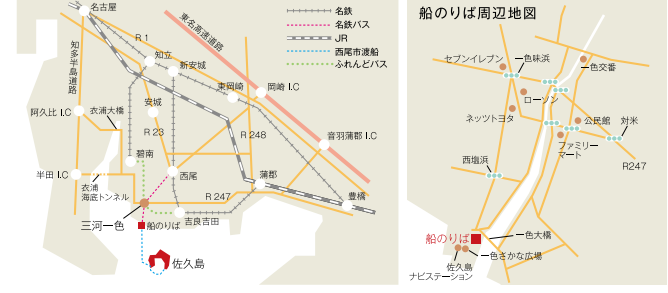 名古屋
R 1
東名高速道路
名鉄
名鉄バス
JR
西尾市渡船
ふれんどバス
知多半島道路
知立
新安城
東岡崎
岡崎 I.C
阿久比 I.C
衣浦大橋
安城
R 23
R 248
音羽蒲郡 I.C
碧南
半田 I.C
西尾
衣浦
海底トンネル
R 247
蒲郡
豊橋
三河一色
船のりば
吉良吉田
佐久島
船のりば周辺地図
セブンイレブン
一色味浜
一色交番
ローソン
ネッツトヨタ
公民館
対米
ファミリー
マート
西塩浜
R247
船のりば
一色大橋
一色さかな広場
佐久島
ナビステーション